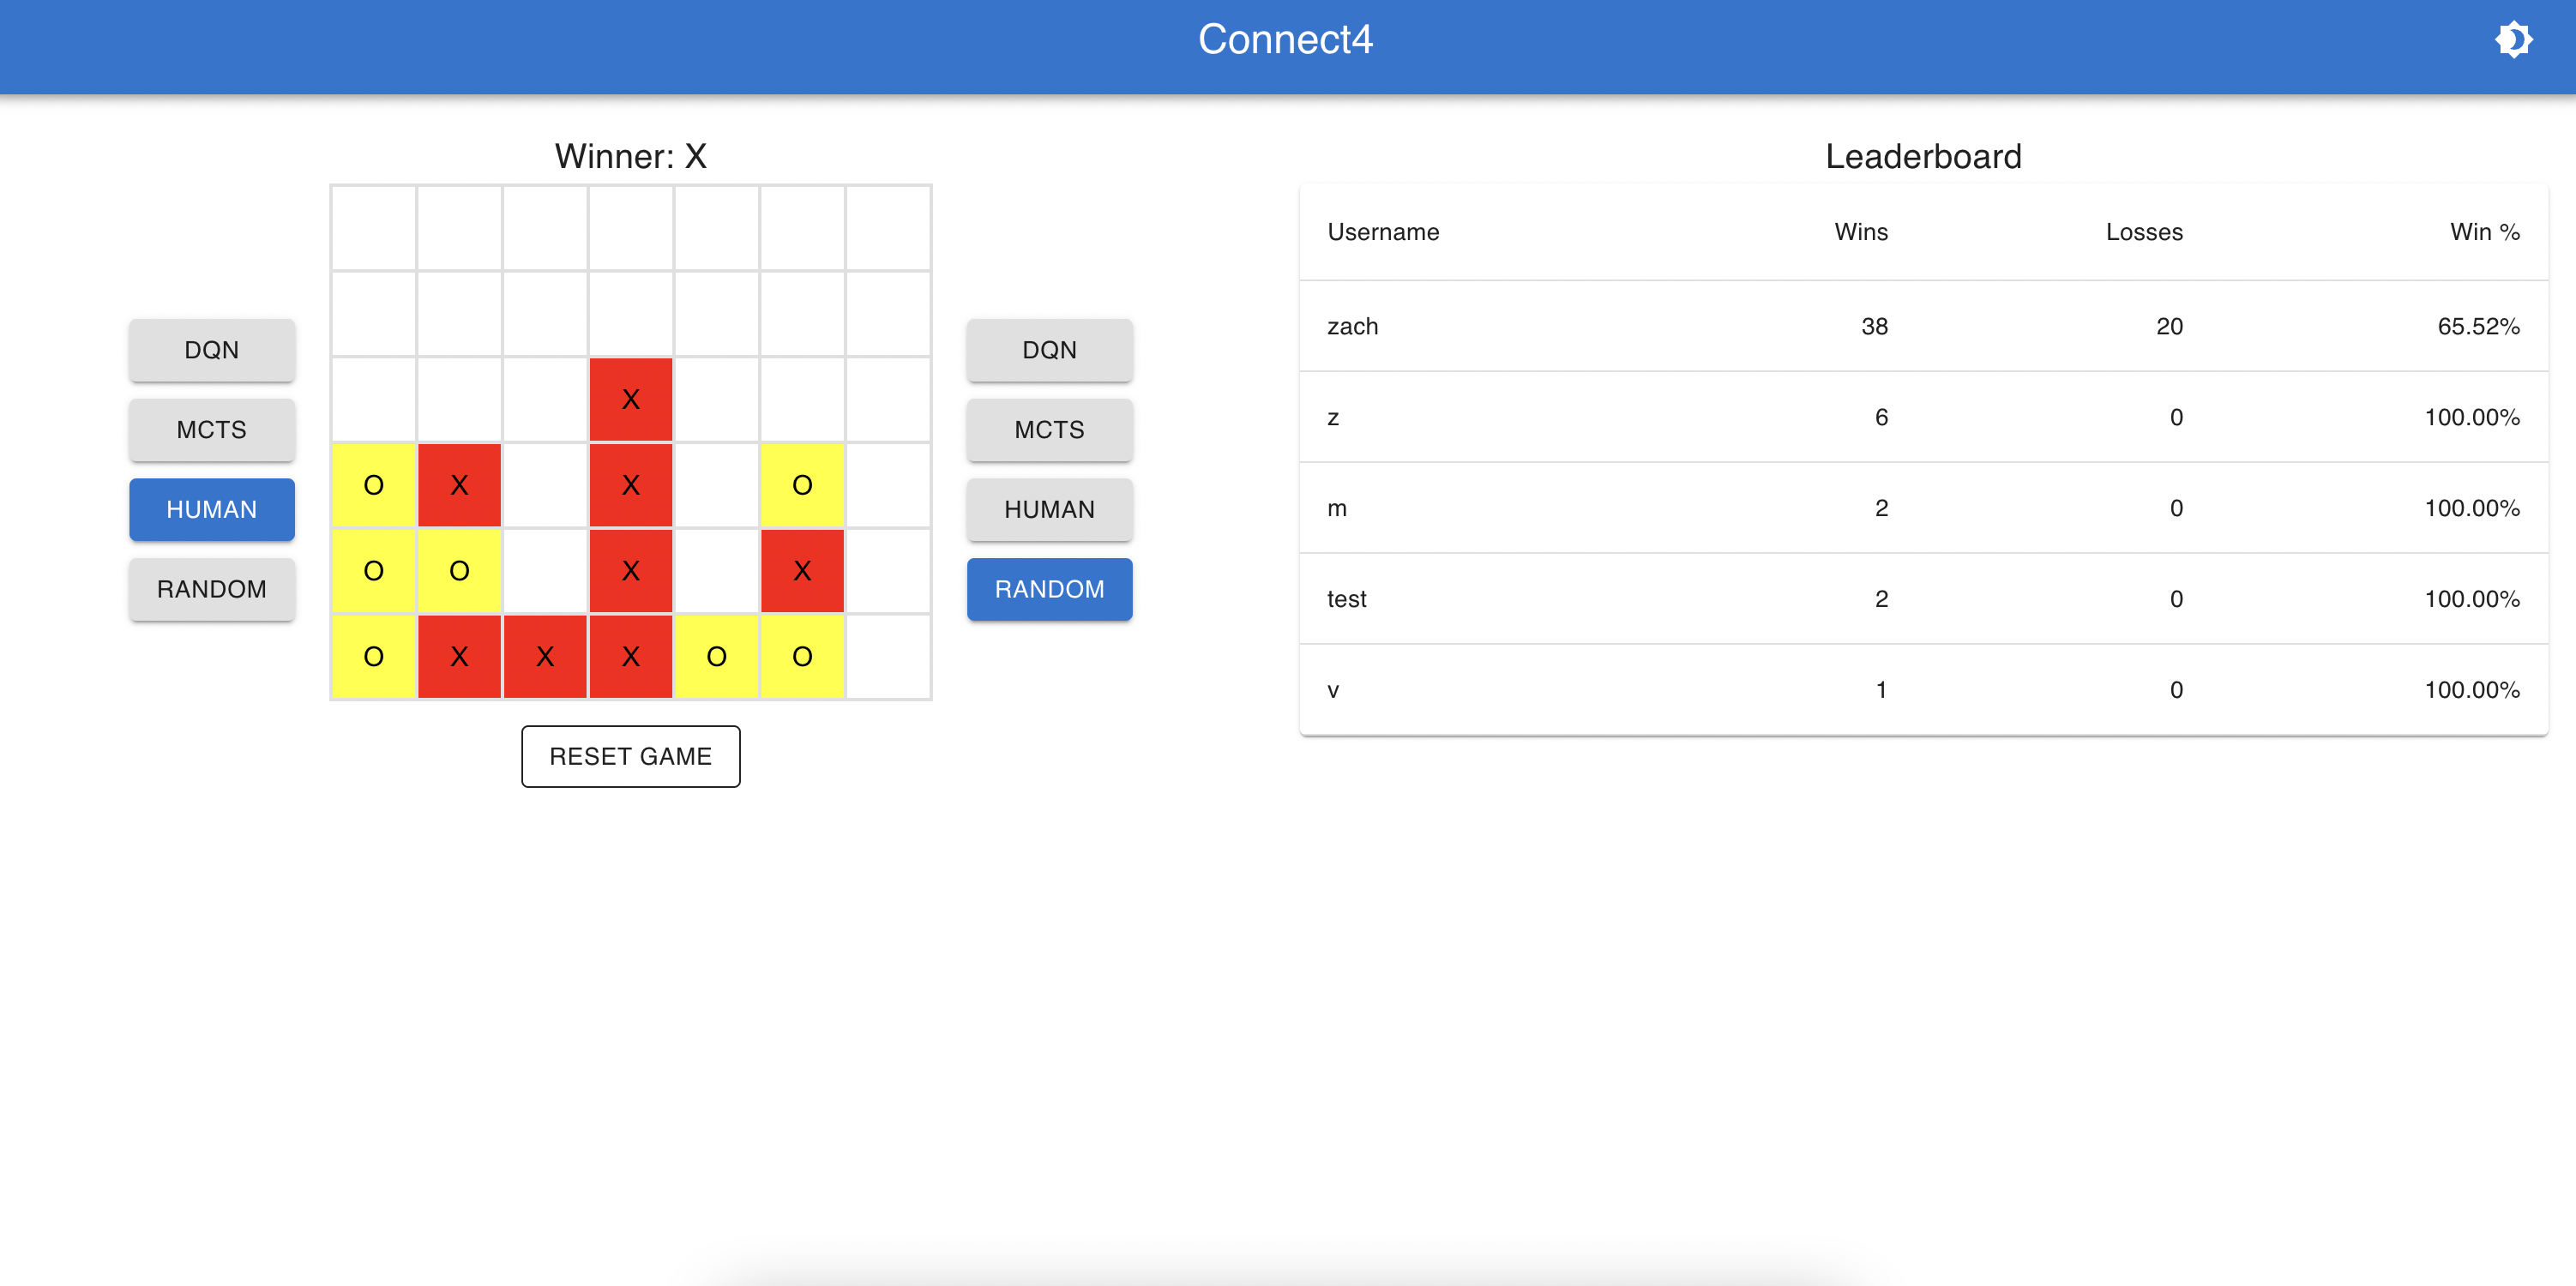 Connect4
Winner: X
X
O X X O
O O X X
O X X X O O
DQN
MCTS
HUMAN
RANDOM
DQN
MCTS
HUMAN
RANDOM
RESET GAME
Leaderboard
Username Wins Losses Win %
zach 38 20 65.52%
z 6 0 100.00%
m 2 0 100.00%
test 2 0 100.00%
v 1 0 100.00%